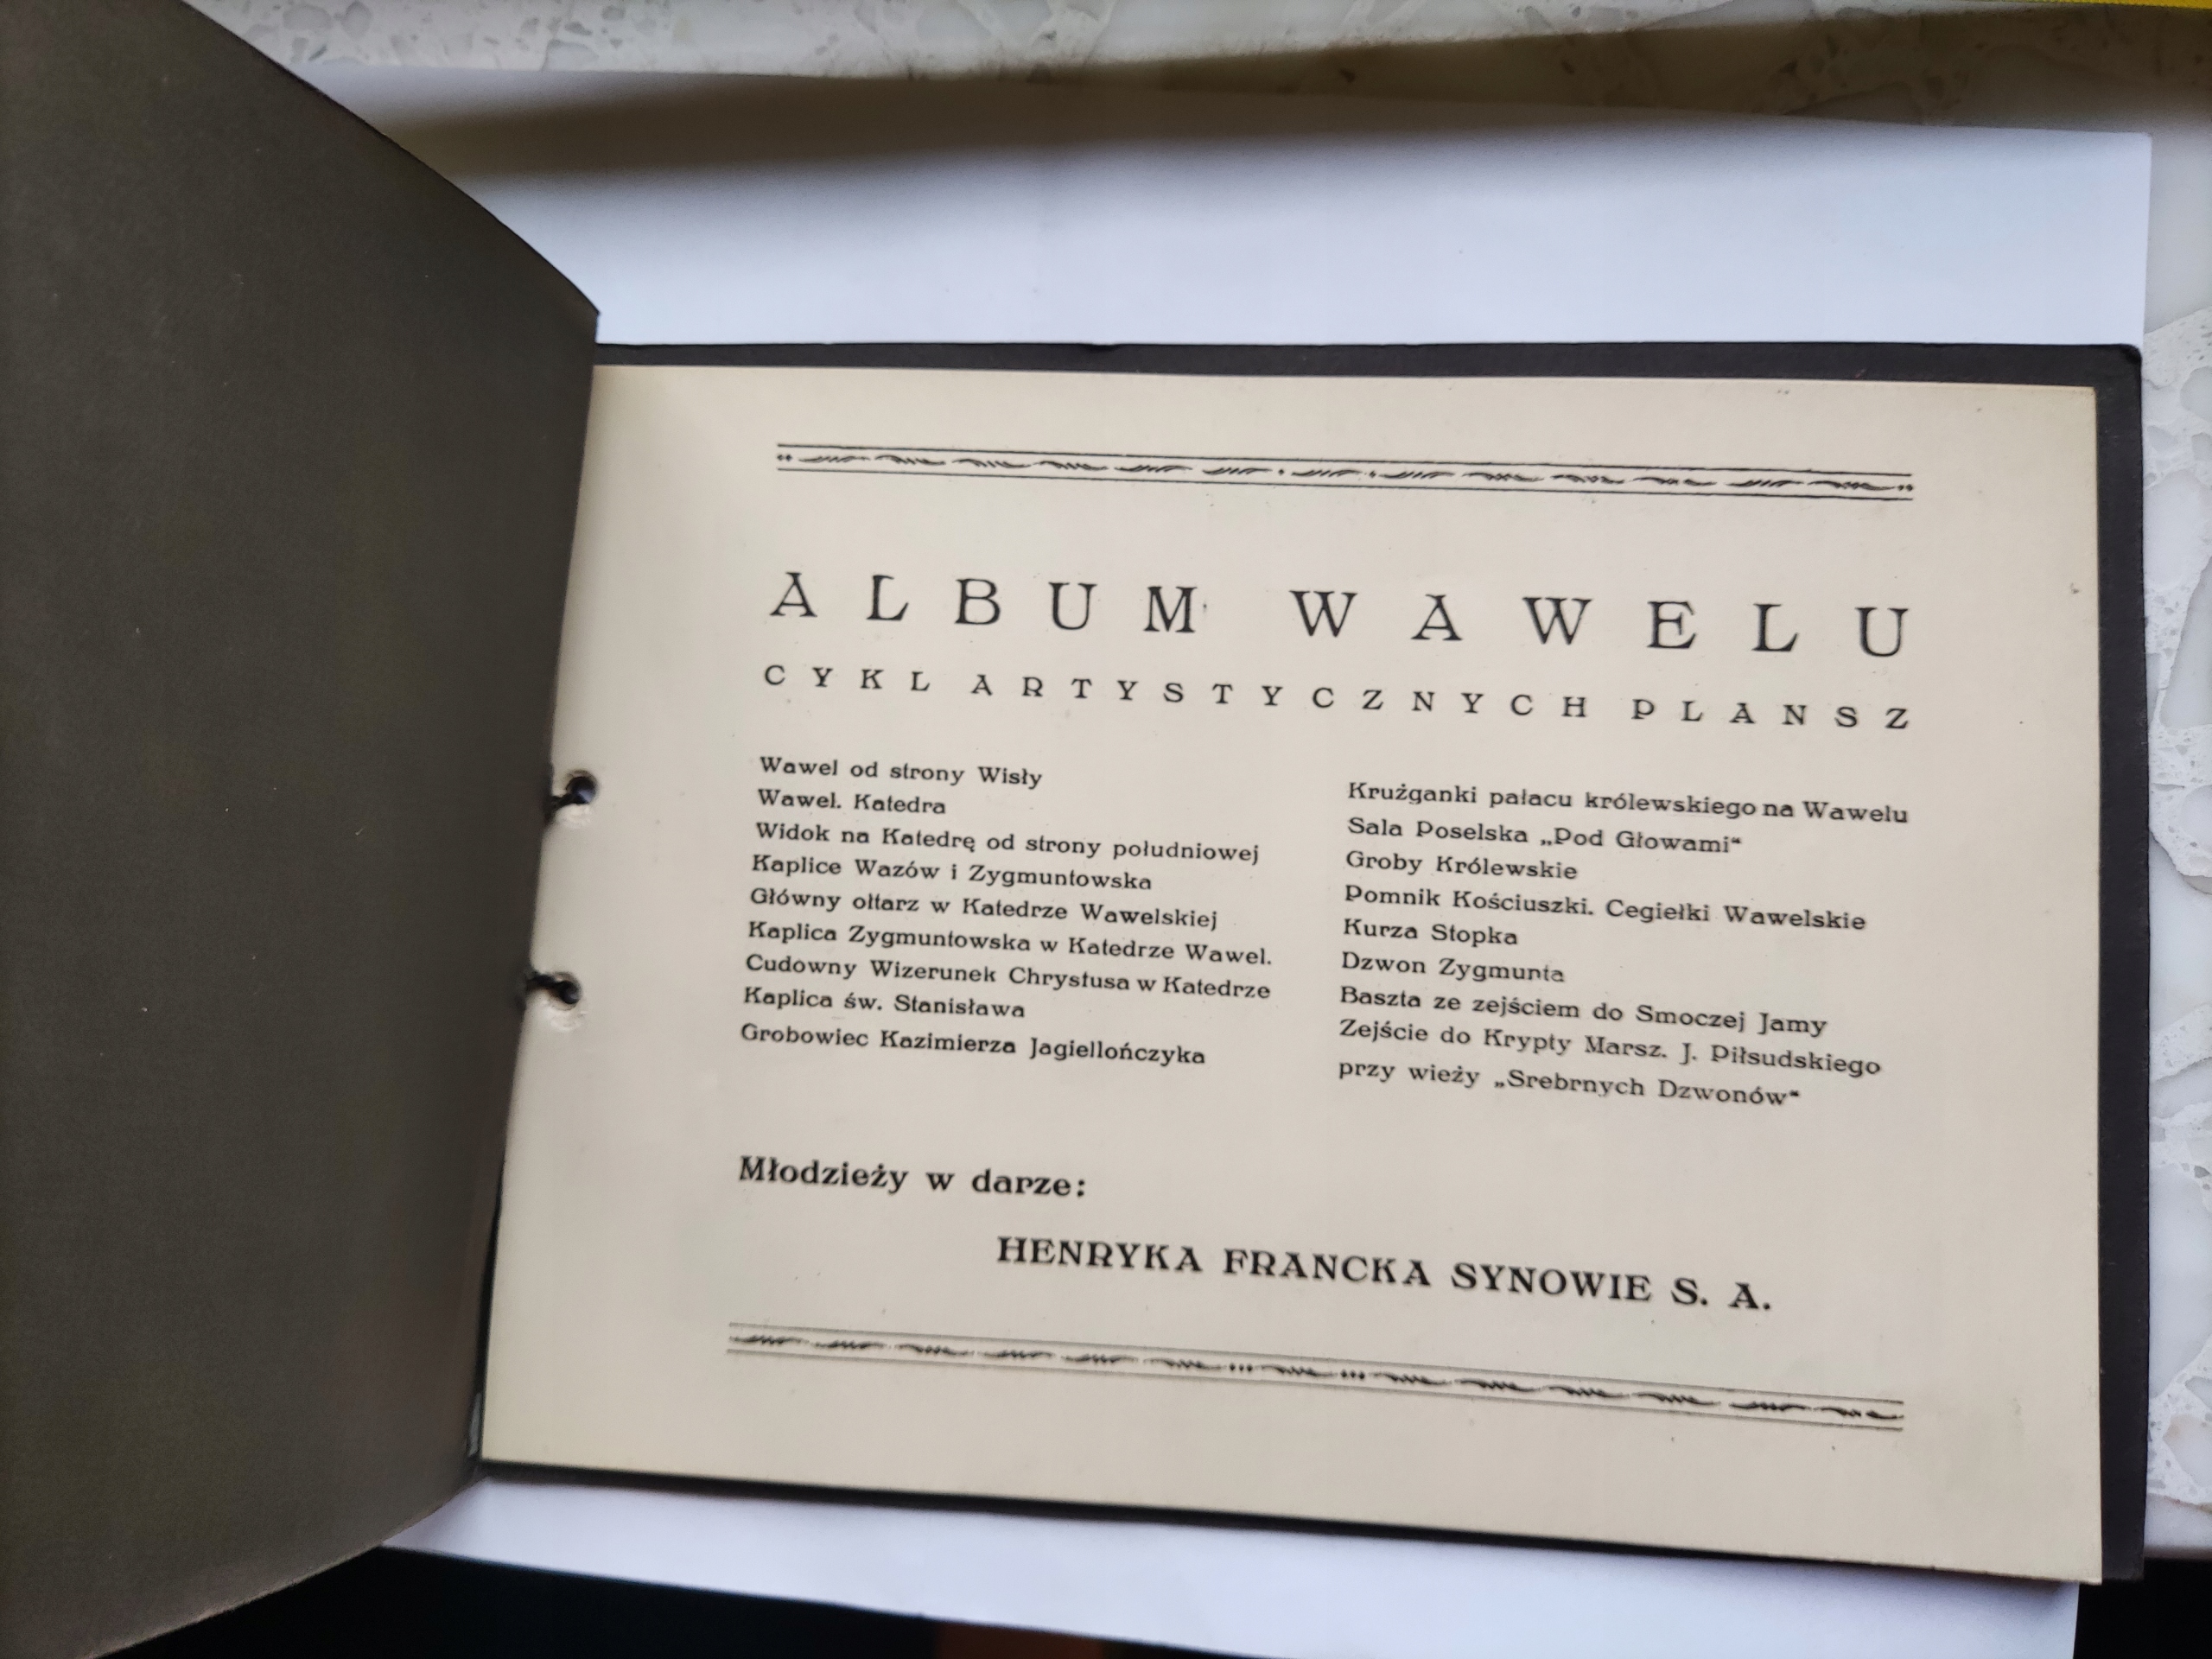 ALBUM WAWELU
CYKL ARTYSTYCZNYCH PLANSZ
Wawel od strony Wisły
Wawel. Katedra
Widok na Katedrę od strony południowej
Kaplice Wazów i Zygmuntowska
Główny ołtarz w Katedrze Wawelskiej
Kaplica Zygmuntowska w Katedrze Wawel.
Cudowny Wizerunek Chrystusa w Katedrze
Kaplica św. Stanisława
Grobowiec Kazimierza Jagiellończyka
Krużganki pałacu królewskiego na Wawelu
Sala Poselska „Pod Głowami“
Groby Królewskie
Pomnik Kościuszki. Cegiełki Wawelskie
Kurza Stopka
Dzwon Zygmunta
Baszta ze zejściem do Smoczej Jamy
Zejście do Krypty Marsz. J. Piłsudskiego
przy wieży „Srebrnych Dzwonów“
Młodzieży w darze:
HENRYKA FRANCKA SYNOWIE S. A.